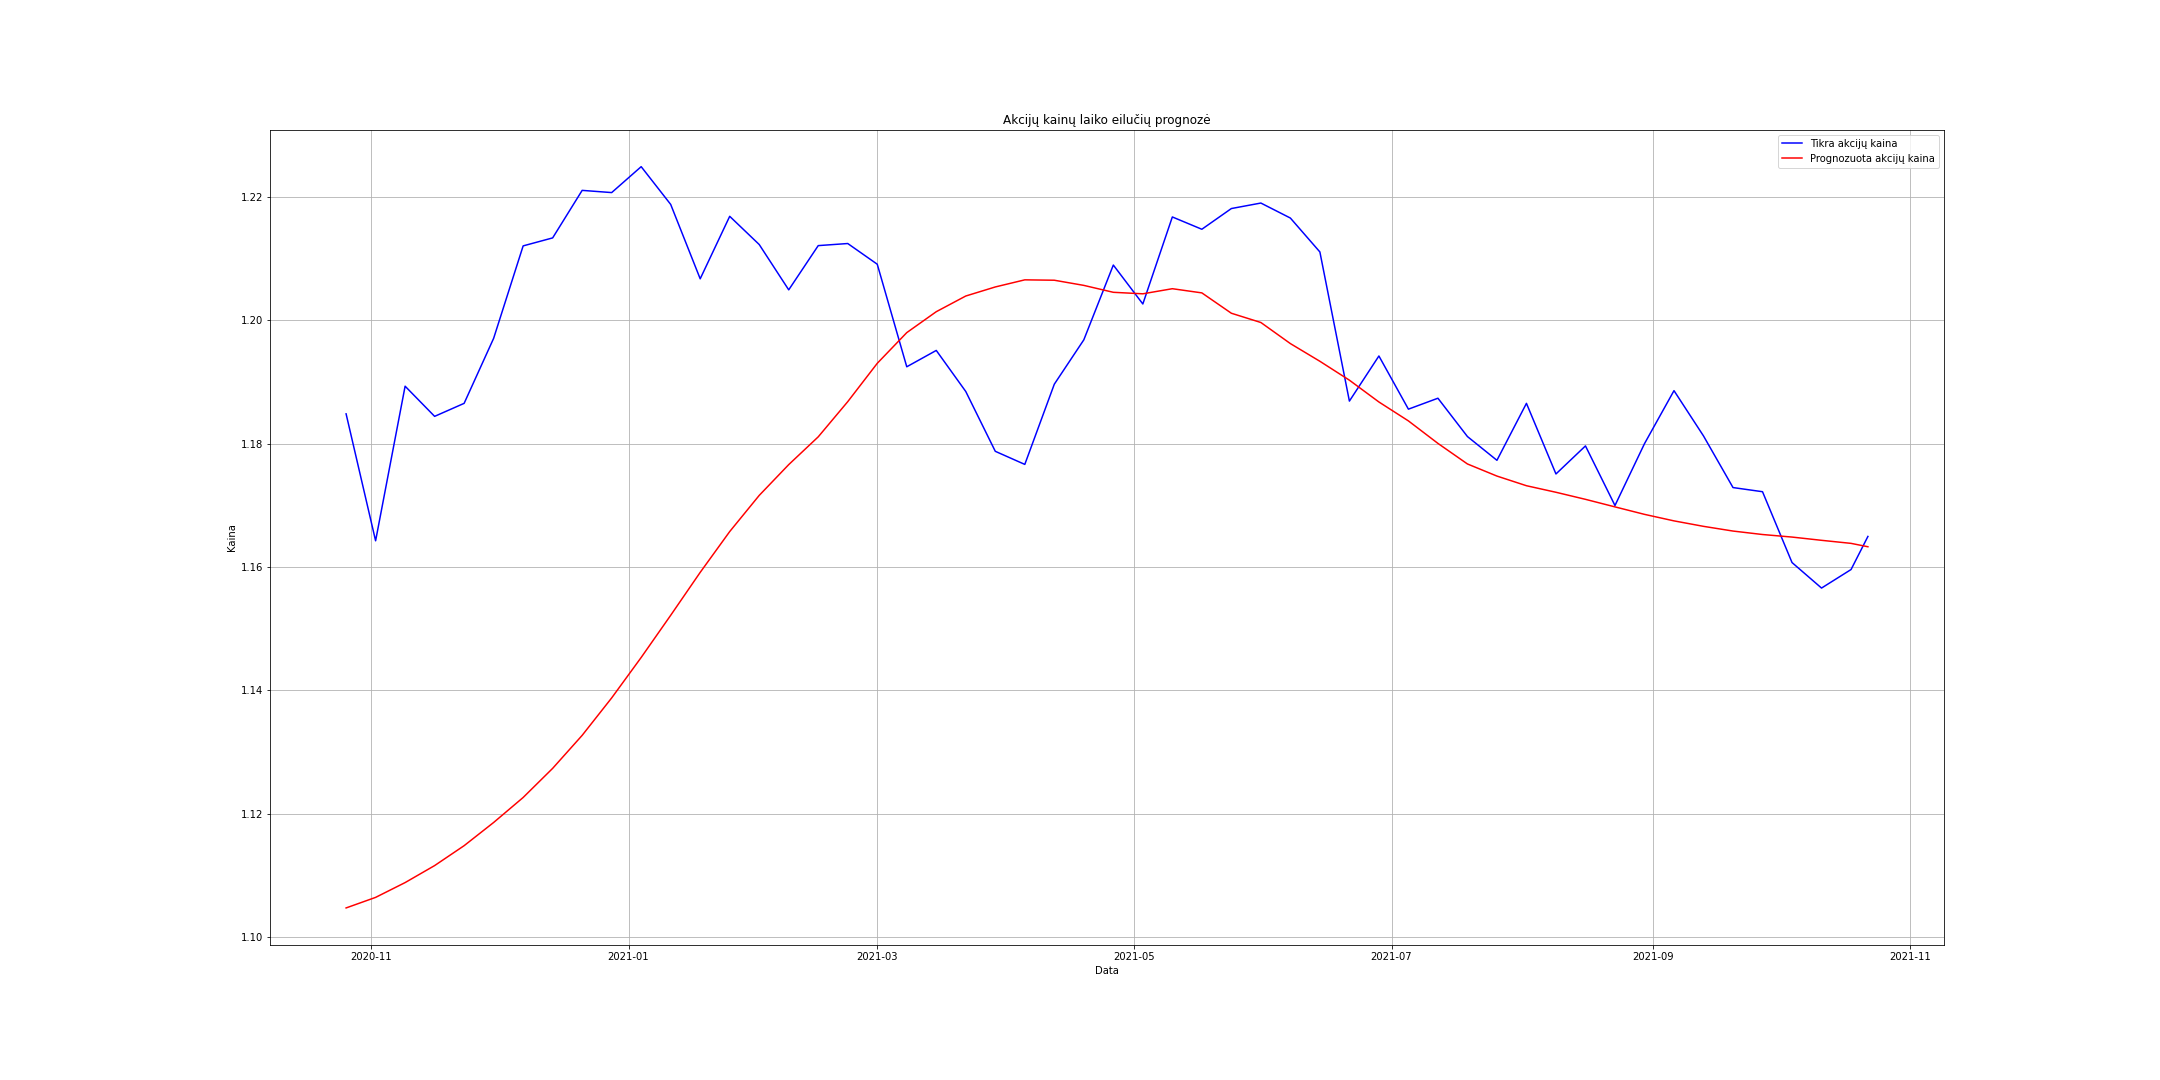 Akcijų kainų laiko eilučių prognozė
Tikra akcijų kaina
Prognozuota akcijų kaina
Kaina
1.22
1.20
1.18
1.16
1.14
1.12
1.10
2020-11 2021-01 2021-03 2021-05 2021-07 2021-09 2021-11
Data